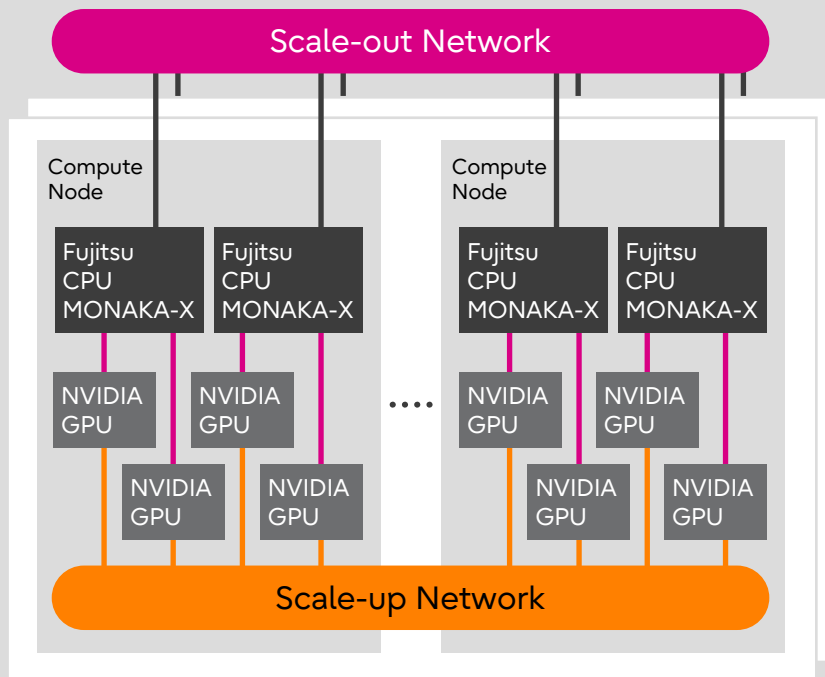 Scale-out Network
Compute
Node
Fujitsu
CPU
MONAKA-X
Fujitsu
CPU
MONAKA-X
NVIDIA
GPU
NVIDIA
GPU
NVIDIA
GPU
NVIDIA
GPU
....
Compute
Node
Fujitsu
CPU
MONAKA-X
Fujitsu
CPU
MONAKA-X
NVIDIA
GPU
NVIDIA
GPU
NVIDIA
GPU
NVIDIA
GPU
Scale-up Network